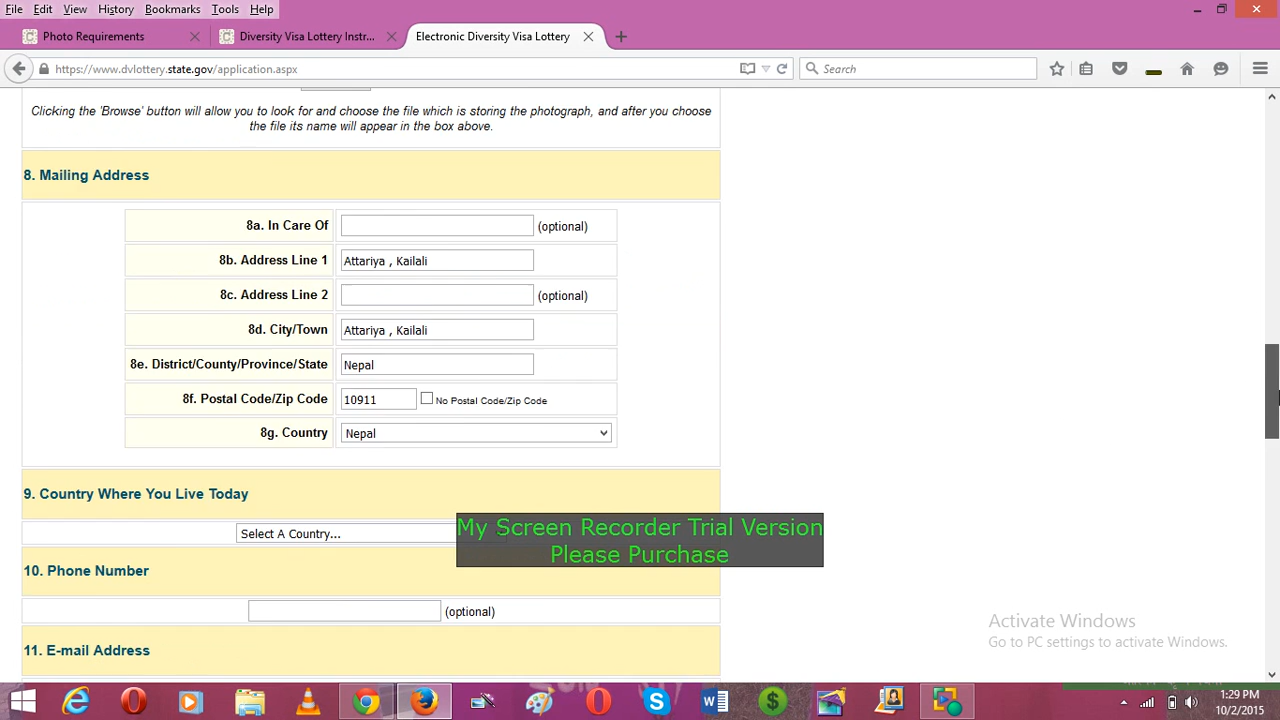 File Edit View History Bookmarks Tools Help
Photo Requirements
Diversity Visa Lottery Instr...
Electronic Diversity Visa Lottery
https://www.dvlottery.state.gov/application.aspx
Search
Clicking the 'Browse' button will allow you to look for and choose the file which is storing the photograph, and after you choose
the file its name will appear in the box above.
8. Mailing Address
8a. In Care Of (optional)
8b. Address Line 1 Attariya , Kailali
8c. Address Line 2 (optional)
8d. City/Town Attariya , Kailali
8e. District/County/Province/State Nepal
8f. Postal Code/Zip Code 10911 No Postal Code/Zip Code
8g. Country Nepal
9. Country Where You Live Today
Select A Country...
My Screen Recorder Trial Version
Please Purchase
10. Phone Number
(optional)
11. E-mail Address
Activate Windows
Go to PC settings to activate Windows.
1:29 PM
10/2/2015